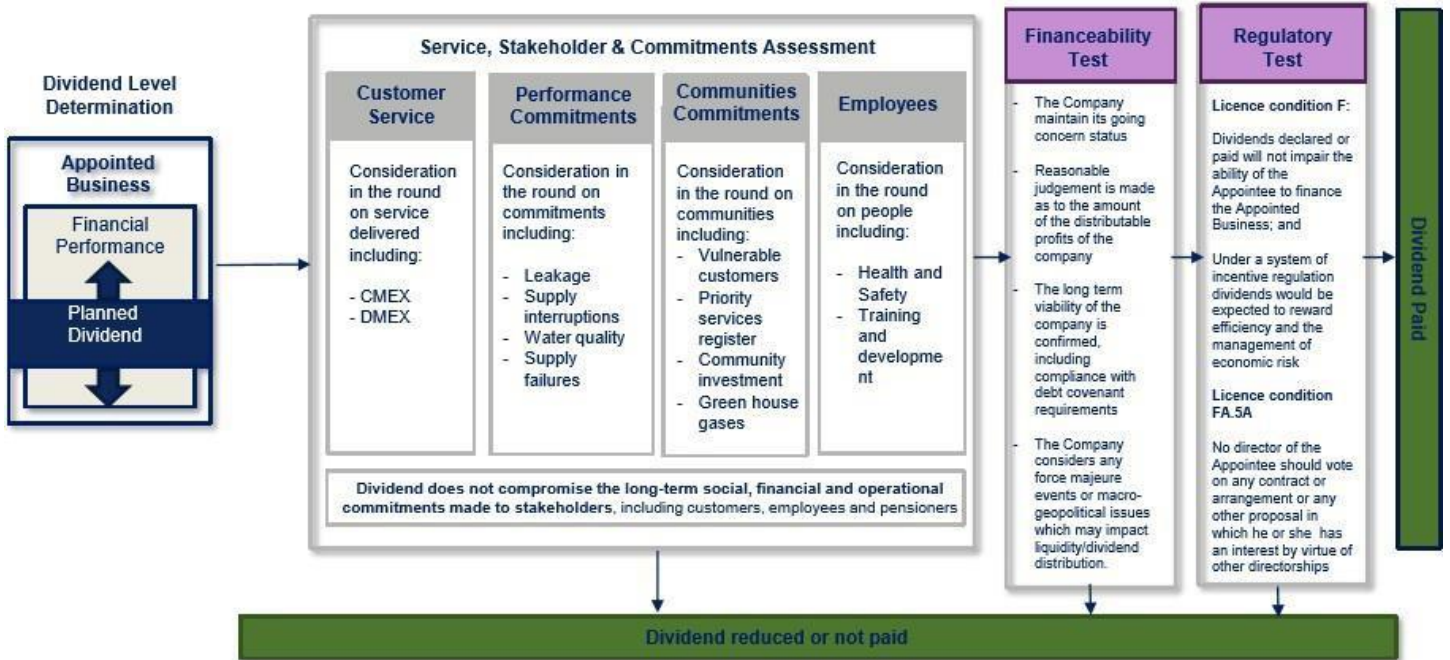 Dividend Level
Determination
Appointed
Business
Financial
Performance
Planned
Dividend
Service, Stakeholder & Commitments Assessment
Customer
Service
Consideration
in the round
on service
delivered
including:
- CMEX
- DMEX
Performance
Commitments
Consideration in
the round on
commitments
including:
- Leakage
- Supply
interruptions
- Water quality
- Supply
failures
Communities
Commitments
Consideration in
the round on
communities
including:
- Vulnerable
customers
- Priority
services
register
- Community
investment
- Green house
gases
Employees
Consideration
in the round
on people
including:
- Health and
Safety
- Training
and
developme
nt
Dividend does not compromise the long-term social, financial and operational
commitments made to stakeholders, including customers, employees and pensioners
Financeability
Test
- The Company
maintain its going
concern status
- Reasonable
judgement is made
as to the amount
of the distributable
profits of the
company
- The long term
viability of the
company is
confirmed,
including
compliance with
debt covenant
requirements
- The Company
considers any
force majeure
events or macro-
geopolitical issues
which may impact
liquidity/dividend
distribution.
Regulatory
Test
Licence condition F:
Dividends declared or
paid will not impair the
ability of the
Appointee to finance
the Appointed
Business; and
Under a system of
incentive regulation
dividends would be
expected to reward
efficiency and the
management of
economic risk
Licence condition
FA.5A
No director of the
Appointee should vote
on any contract or
arrangement or any
other proposal in
which he or she has
an interest by virtue of
other directorships
Dividend Paid
Dividend reduced or not paid